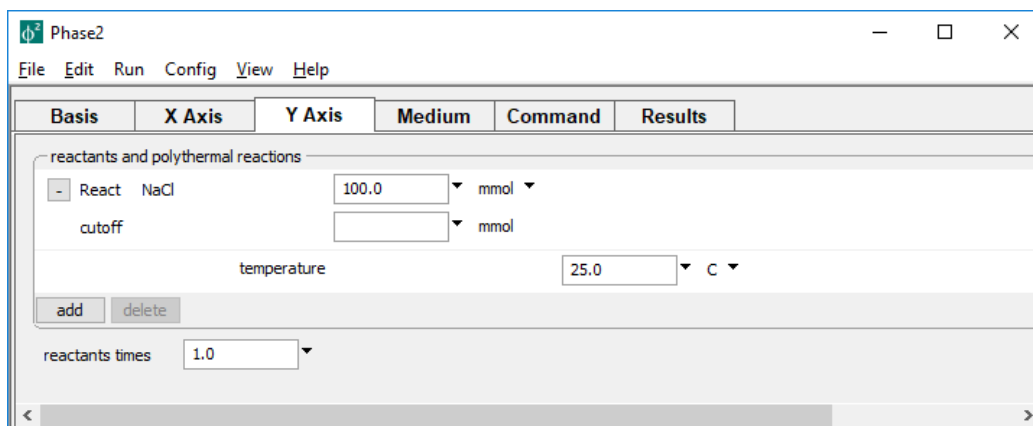 ϕ² Phase2
File Edit Run Config View Help
Basis X Axis Y Axis Medium Command Results
reactants and polythermal reactions
- React NaCl 100.0 mmol
cutoff mmol
temperature 25.0 C
add delete
reactants times 1.0